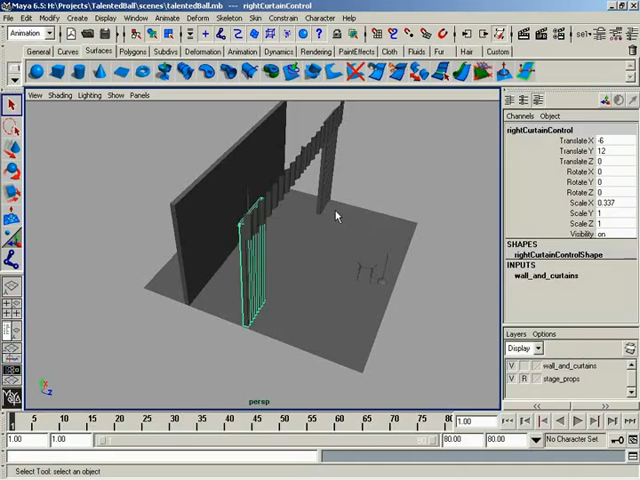 Maya 6.5: H:\Projects\TalentedBall\scenes\talentedBall.mb --- rightCurtainControl
File Edit Modify Create Display Window Animate Deform Skeleton Skin Constrain Character Help
Animation sel
General Curves Surfaces Polygons Subdivs Deformation Animation Dynamics Rendering PaintEffects Cloth Fluids Fur Hair Custom
View Shading Lighting Show Panels
Channels Object
rightCurtainControl
Translate X -6
Translate Y 12
Translate Z 0
Rotate X 0
Rotate Y 0
Rotate Z 0
Scale X 0.337
Scale Y 1
Scale Z 1
Visibility on
SHAPES
rightCurtainControlShape
INPUTS
wall_and_curtains
Layers Options
Display
V wall_and_curtains
V R stage_props
persp
5 10 15 20 25 30 35 40 45 50 55 60 65 70 75 80 1.00
1.00 1.00 80.00 80.00 No Character Set
Select Tool: select an object